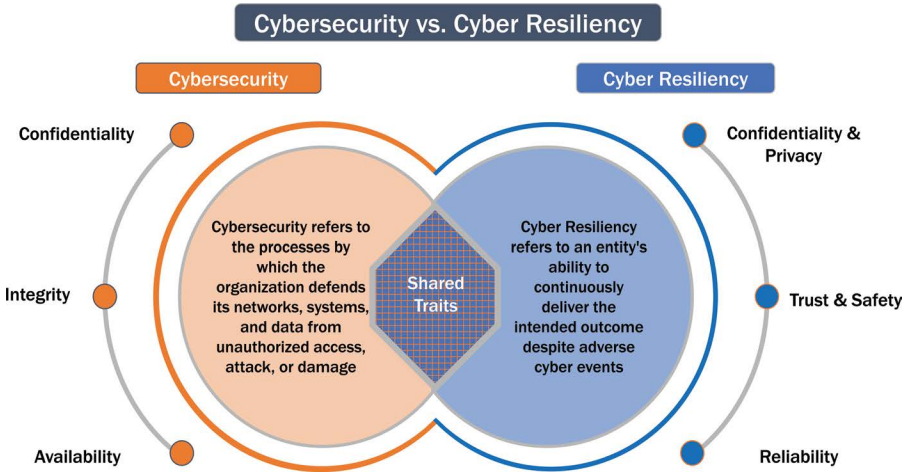 Cybersecurity vs. Cyber Resiliency
Cybersecurity
Cyber Resiliency
Confidentiality
Integrity
Availability
Cybersecurity refers to
the processes by
which the
organization defends
its networks, systems,
and data from
unauthorized access,
attack, or damage
Shared
Traits
Cyber Resiliency
refers to an entity's
ability to
continuously
deliver the
intended outcome
despite adverse
cyber events
Confidentiality &
Privacy
Trust & Safety
Reliability